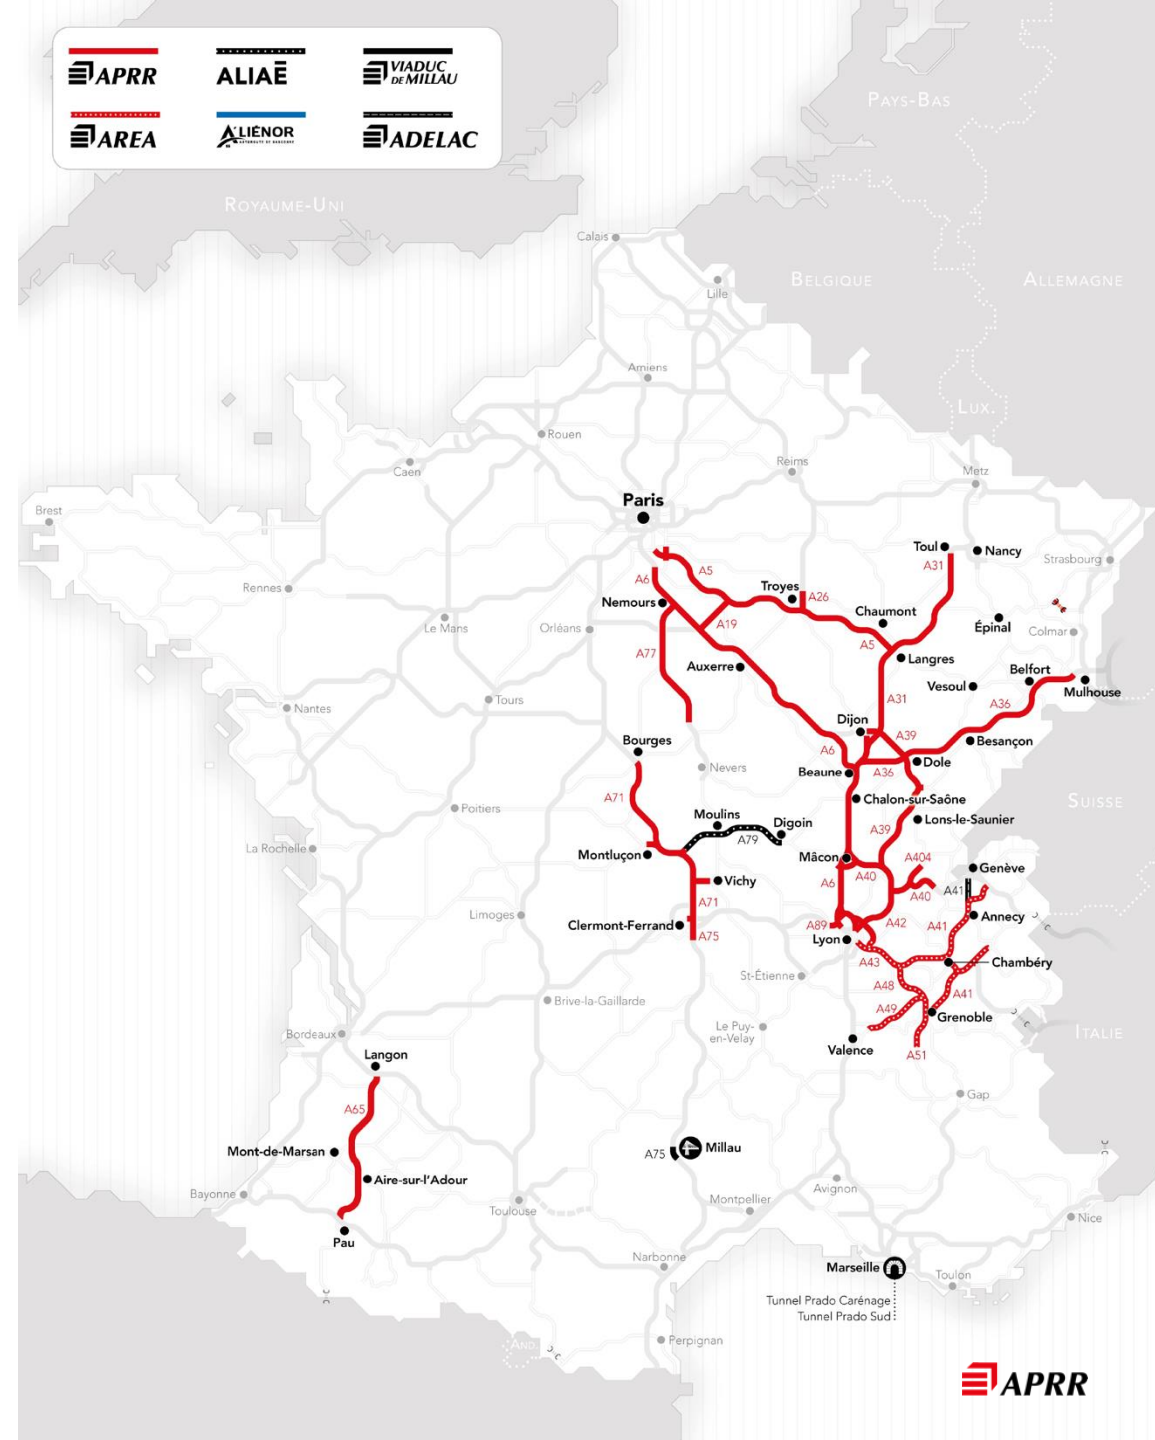 APRR
ALIAĒ
VIADUC
DE MILLAU
AREA
A'LIÉNOR
ADELAC
PAYS-BAS
ROYAUME-UNI
Calais
BELGIQUE
ALLEMAGNE
Lille
Amiens
LUX.
Rouen
Reims
Caen
Metz
Paris
Brest
Toul
Nancy
Strasbourg
A31
A6
A5
Troyes
A26
Rennes
Nemours
Chaumont
Épinal
Le Mans
Orléans
A19
Colmar
A5
A77
Langres
Auxerre
Belfort
Vesoul
Mulhouse
Tours
A31
A36
Nantes
Dijon
A39
Bourges
A6
Besançon
Nevers
Beaune
A36
Dole
A71
Chalon-sur-Saône
SUISSE
Poitiers
Moulins
Digoin
Lons-le-Saunier
A39
A79
La Rochelle
Montluçon
Mâcon
A404
A40
Genève
Vichy
A6
A40
A41
A71
Limoges
Annecy
Clermont-Ferrand
A89
A42
A41
A75
Lyon
A43
Chambéry
St-Étienne
A48
A41
Brive-la-Gaillarde
A49
Grenoble
Le Puy-
en-Velay
Bordeaux
ITALIE
Valence
A51
Langon
Gap
A65
Mont-de-Marsan
A75
Millau
Aire-sur-l'Adour
Avignon
Bayonne
Montpellier
Toulouse
Nice
Pau
Narbonne
Marseille
Toulon
Tunnel Prado Carénage
Tunnel Prado Sud
Perpignan
AND.
APRR